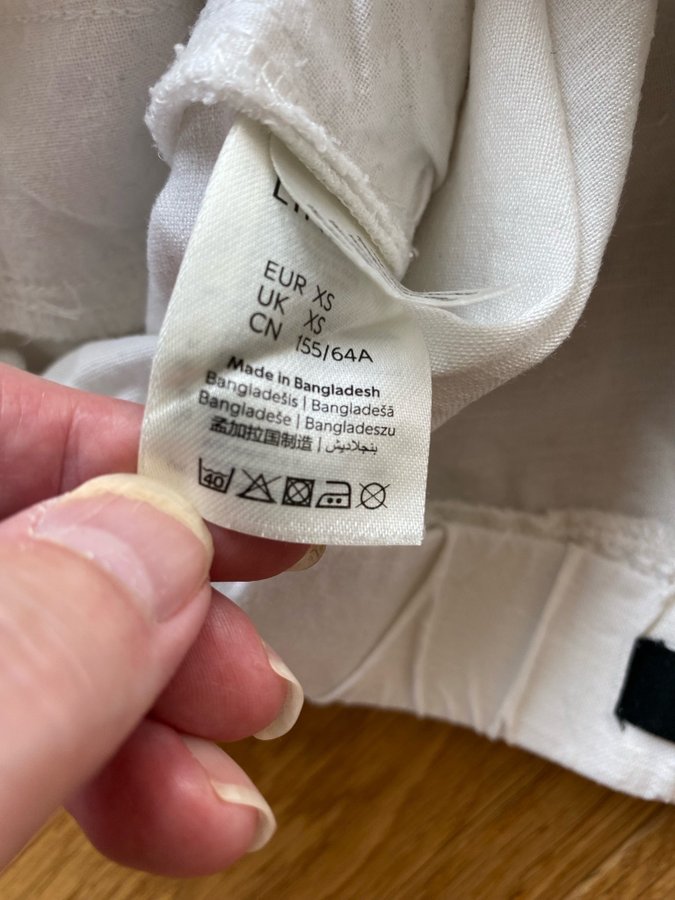 EUR XS
UK XS
CN 155/64A
Made in Bangladesh
Bangladešis | Bangladešā
Bangladeše | Bangladeszu
孟加拉国制造 | بنجلاديش
40